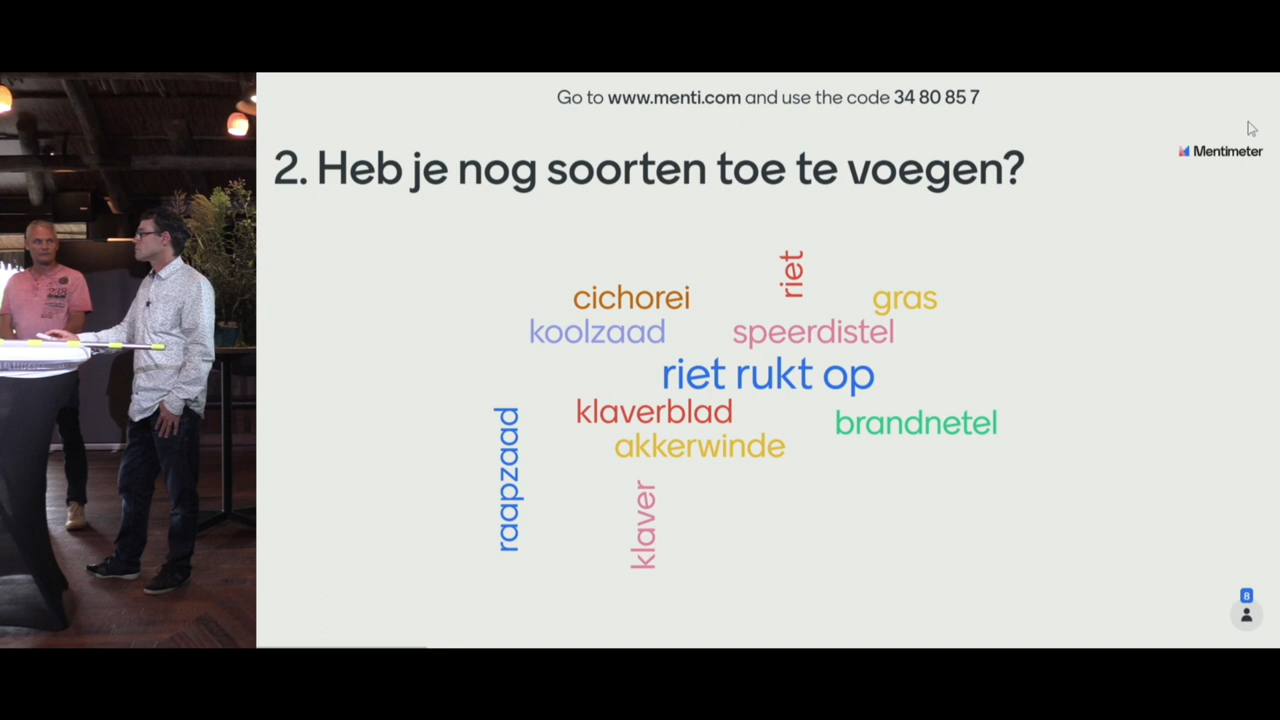 Go to www.menti.com and use the code 34 80 85 7
Mentimeter
2. Heb je nog soorten toe te voegen?
riet
cichorei
gras
koolzaad
speerdistel
riet rukt op
klaverblad
brandnetel
akkerwinde
raapzaad
klaver
8